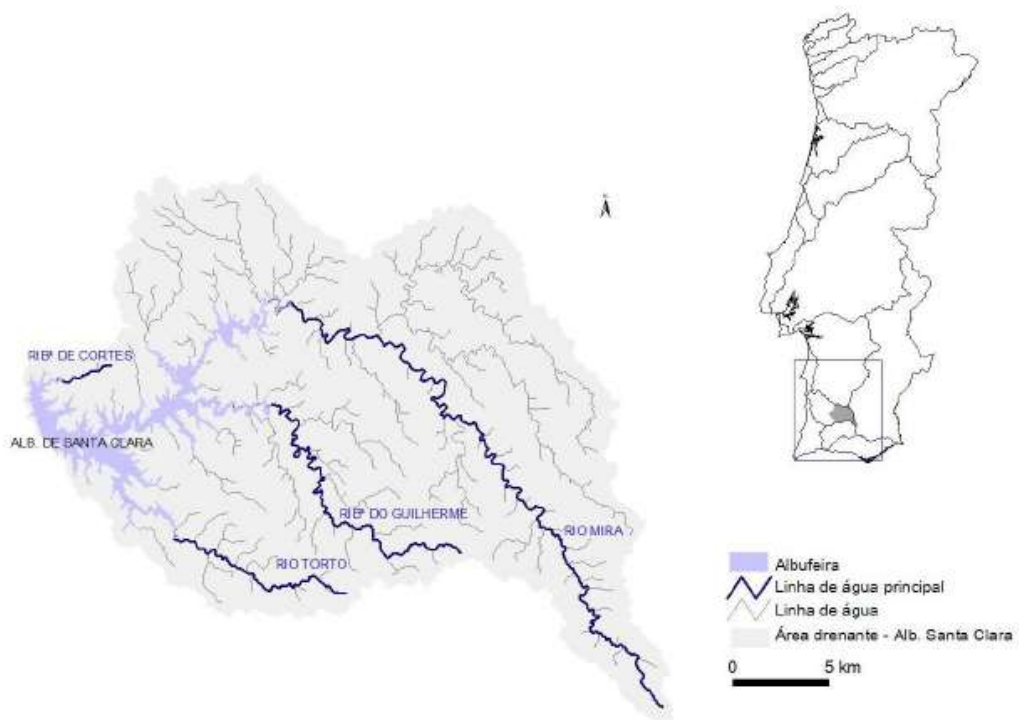 RIBª DE CORTES
ALB. DE SANTA CLARA
RIBª DO GUILHERME
RIO MIRA
RIO TORTO
Albufeira
Linha de água principal
Linha de água
Área drenante - Alb. Santa Clara
0 5 km